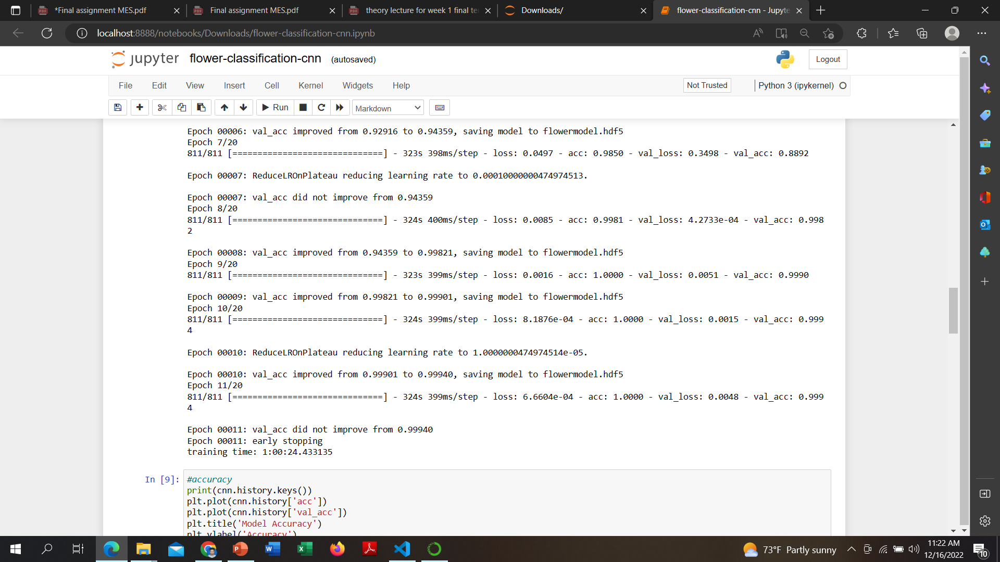 *Final assignment MES.pdf
Final assignment MES.pdf
theory lecture for week 1 final te
Downloads/
flower-classification-cnn - Jupyte
localhost:8888/notebooks/Downloads/flower-classification-cnn.ipynb
jupyter flower-classification-cnn (autosaved)
Logout
File Edit View Insert Cell Kernel Widgets Help
Not Trusted
Python 3 (ipykernel)
Run
Markdown
Epoch 00006: val_acc improved from 0.92916 to 0.94359, saving model to flowermodel.hdf5
Epoch 7/20
811/811 [==============================] - 323s 398ms/step - loss: 0.0497 - acc: 0.9850 - val_loss: 0.3498 - val_acc: 0.8892
Epoch 00007: ReduceLROnPlateau reducing learning rate to 0.00010000000474974513.
Epoch 00007: val_acc did not improve from 0.94359
Epoch 8/20
811/811 [==============================] - 324s 400ms/step - loss: 0.0085 - acc: 0.9981 - val_loss: 4.2733e-04 - val_acc: 0.998
2
Epoch 00008: val_acc improved from 0.94359 to 0.99821, saving model to flowermodel.hdf5
Epoch 9/20
811/811 [==============================] - 323s 399ms/step - loss: 0.0016 - acc: 1.0000 - val_loss: 0.0051 - val_acc: 0.9990
Epoch 00009: val_acc improved from 0.99821 to 0.99901, saving model to flowermodel.hdf5
Epoch 10/20
811/811 [==============================] - 324s 399ms/step - loss: 8.1876e-04 - acc: 1.0000 - val_loss: 0.0015 - val_acc: 0.999
4
Epoch 00010: ReduceLROnPlateau reducing learning rate to 1.0000000474974514e-05.
Epoch 00010: val_acc improved from 0.99901 to 0.99940, saving model to flowermodel.hdf5
Epoch 11/20
811/811 [==============================] - 324s 399ms/step - loss: 6.6604e-04 - acc: 1.0000 - val_loss: 0.0048 - val_acc: 0.999
4
Epoch 00011: val_acc did not improve from 0.99940
Epoch 00011: early stopping
training time: 1:00:24.433135
In [9]:
#accuracy
print(cnn.history.keys())
plt.plot(cnn.history['acc'])
plt.plot(cnn.history['val_acc'])
plt.title('Model Accuracy')
plt.ylabel('Accuracy')
73°F Partly sunny
11:22 AM
12/16/2022
10